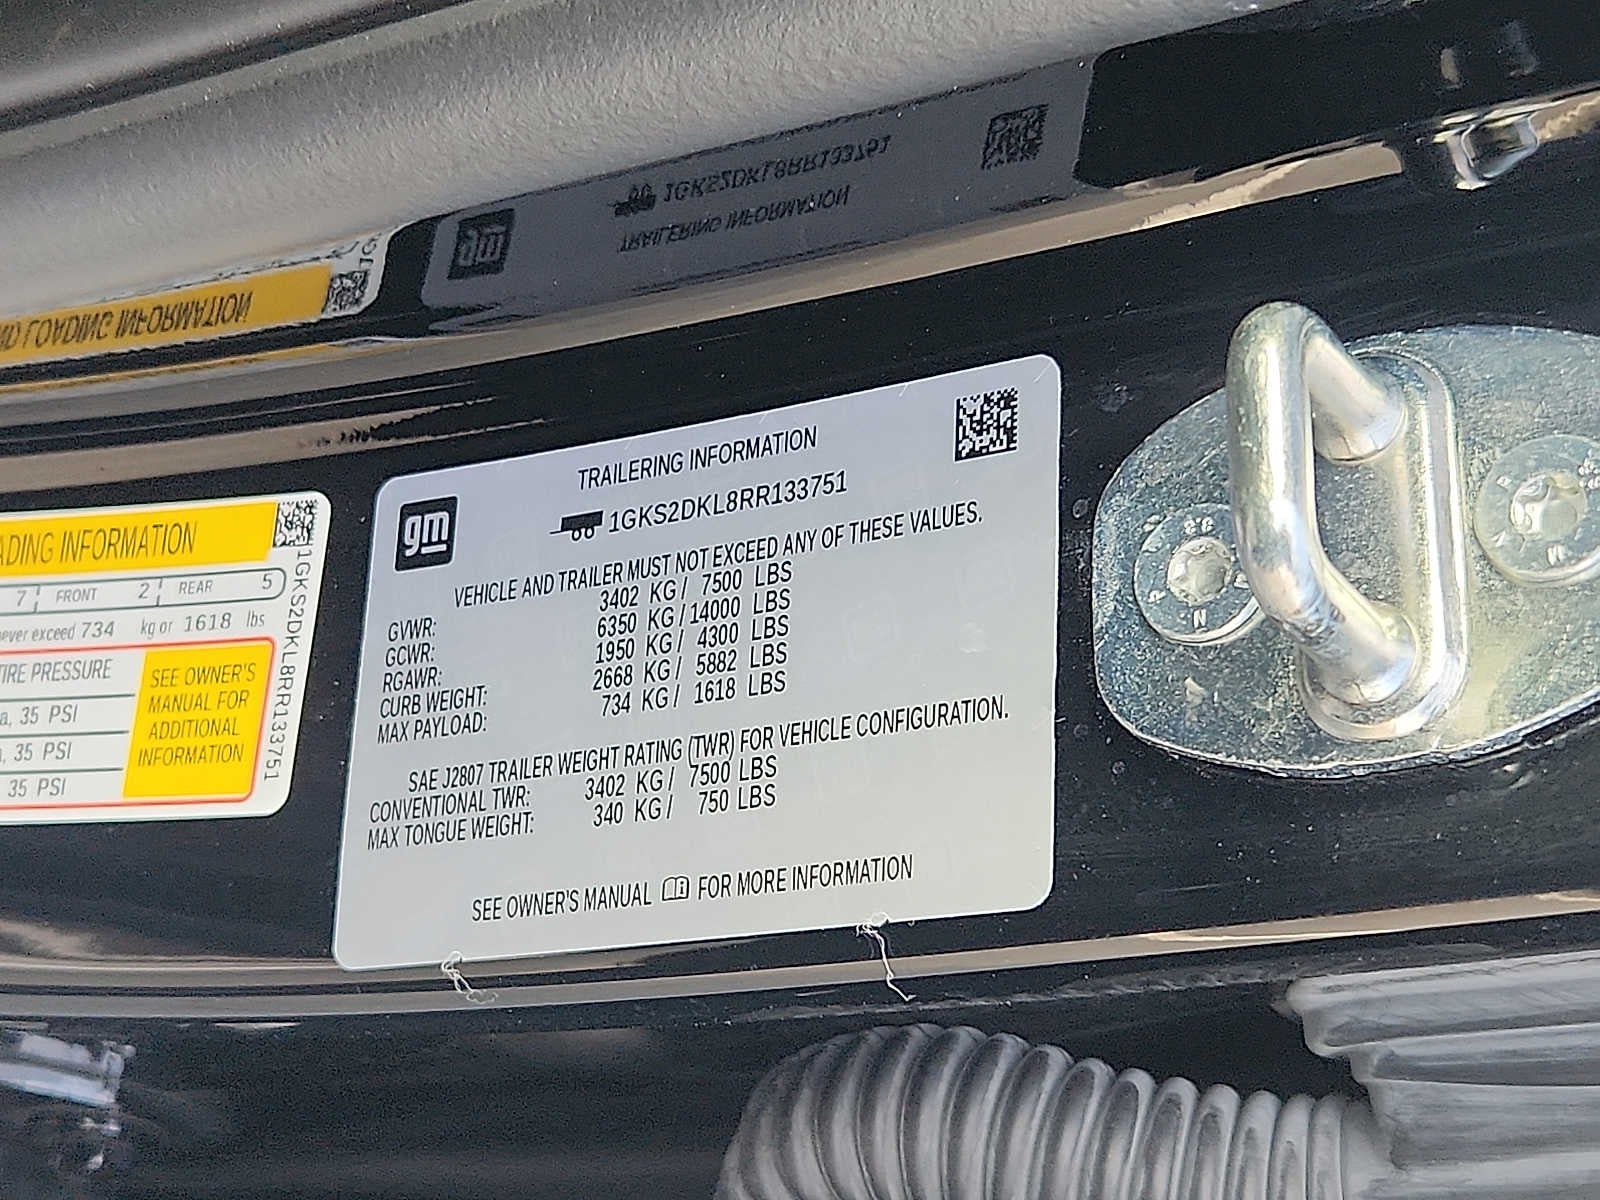 TRAILERING INFORMATION
1GKS2DKL8RR133751
gm
VEHICLE AND TRAILER MUST NOT EXCEED ANY OF THESE VALUES.
GVWR: 3402 KG / 7500 LBS
GCWR: 6350 KG / 14000 LBS
RGAWR: 1950 KG / 4300 LBS
CURB WEIGHT: 2668 KG / 5882 LBS
MAX PAYLOAD: 734 KG / 1618 LBS
SAE J2807 TRAILER WEIGHT RATING (TWR) FOR VEHICLE CONFIGURATION.
CONVENTIONAL TWR: 3402 KG / 7500 LBS
MAX TONGUE WEIGHT: 340 KG / 750 LBS
SEE OWNER'S MANUAL FOR MORE INFORMATION
ADING INFORMATION
7 FRONT 2 REAR 5
ever exceed 734 kg or 1618 lbs
TIRE PRESSURE
a, 35 PSI
a, 35 PSI
35 PSI
SEE OWNER'S
MANUAL FOR
ADDITIONAL
INFORMATION
1GKS2DKL8RR133751
TRAILERING INFORMATION
1GKS2DKL8RR133751
gm
ND LOADING INFORMATION